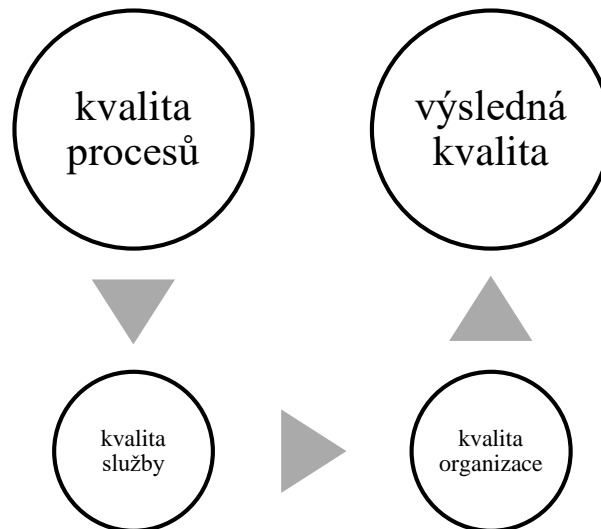 kvalita
procesů
výsledná
kvalita
kvalita
služby
kvalita
organizace